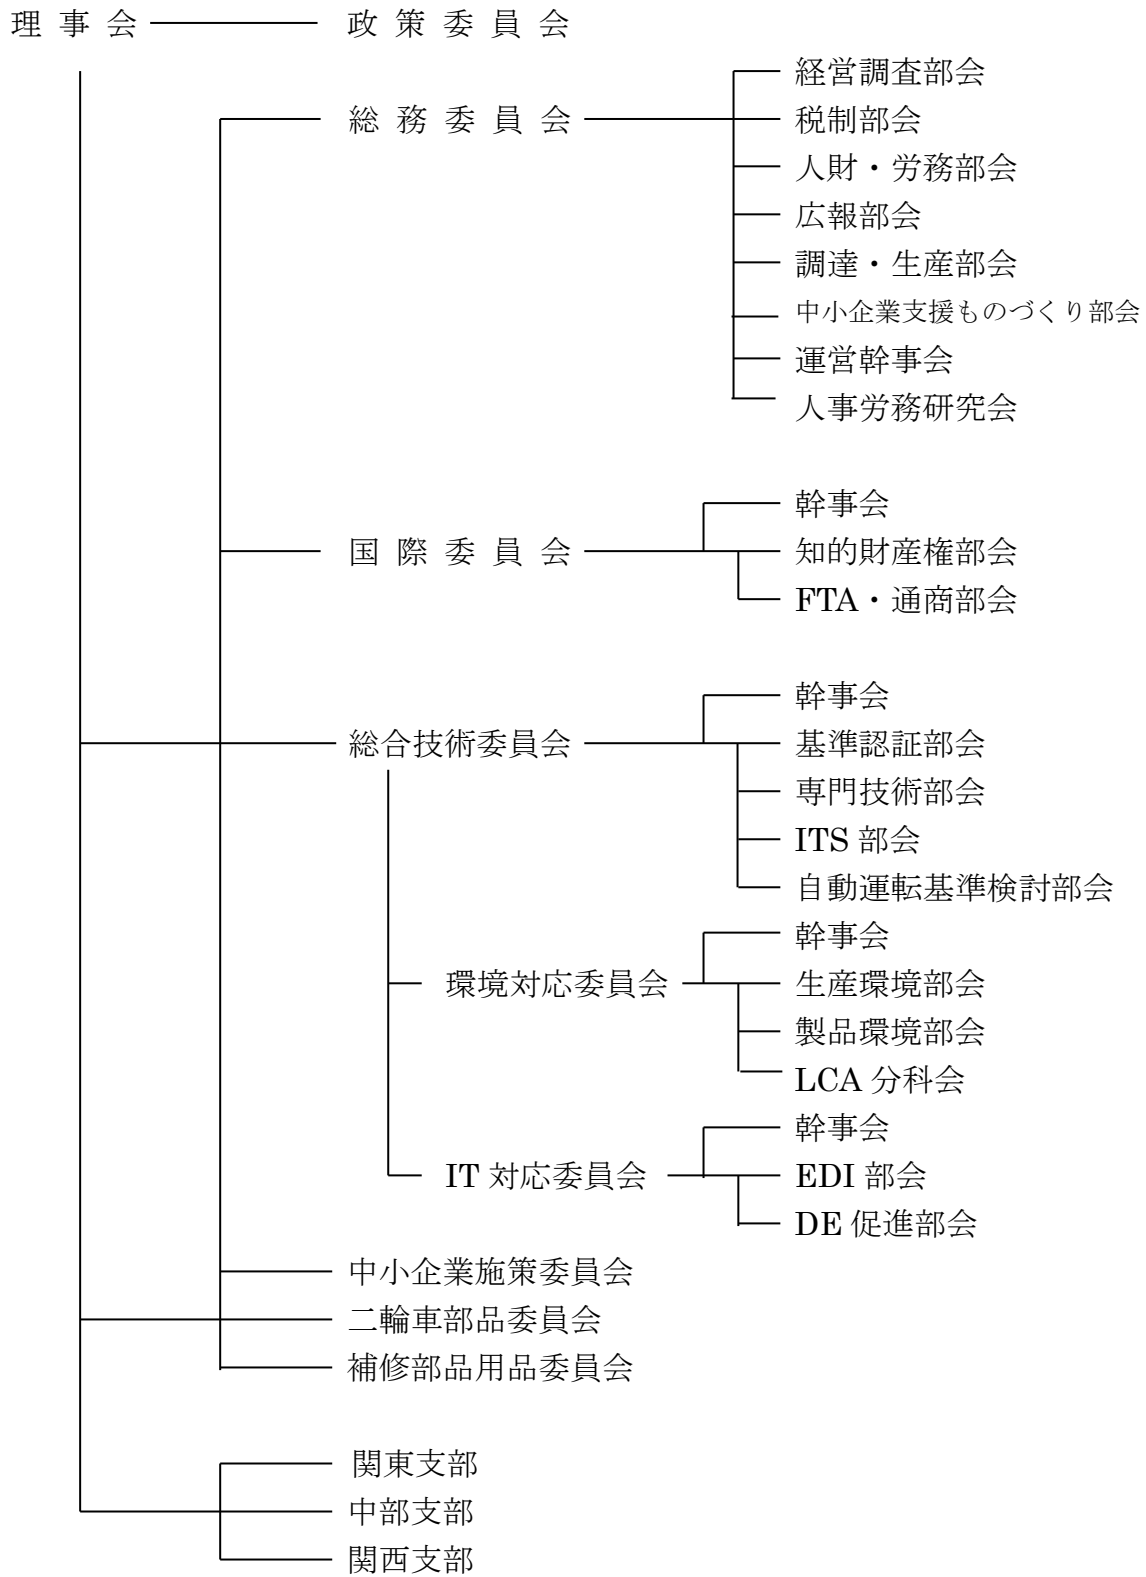 理事会 政策委員会
経営調査部会
総務委員会 税制部会
人財・労務部会
広報部会
調達・生産部会
中小企業支援ものづくり部会
運営幹事会
人事労務研究会
幹事会
国際委員会 知的財産権部会
FTA・通商部会
幹事会
総合技術委員会 基準認証部会
専門技術部会
ITS 部会
自動運転基準検討部会
幹事会
環境対応委員会 生産環境部会
製品環境部会
LCA 分科会
幹事会
IT 対応委員会 EDI 部会
DE 促進部会
中小企業施策委員会
二輪車部品委員会
補修部品用品委員会
関東支部
中部支部
関西支部